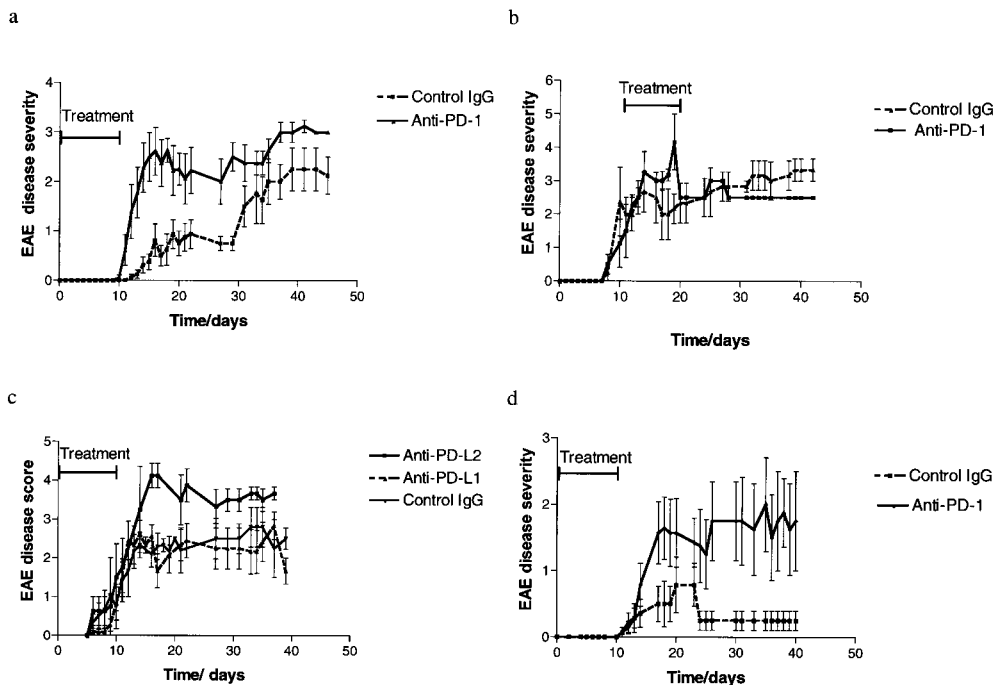 a
4
3
2
1
0
EAE disease severity
Treatment
Control IgG
Anti-PD-1
0 10 20 30 40 50
Time/days
b
6
5
4
3
2
1
0
EAE disease severity
Treatment
Control IgG
Anti-PD-1
0 10 20 30 40 50
Time/days
c
5
4
3
2
1
0
EAE disease score
Treatment
Anti-PD-L2
Anti-PD-L1
Control IgG
0 10 20 30 40 50
Time/ days
d
3
2
1
0
EAE disease severity
Treatment
Control IgG
Anti-PD-1
0 10 20 30 40 50
Time/days